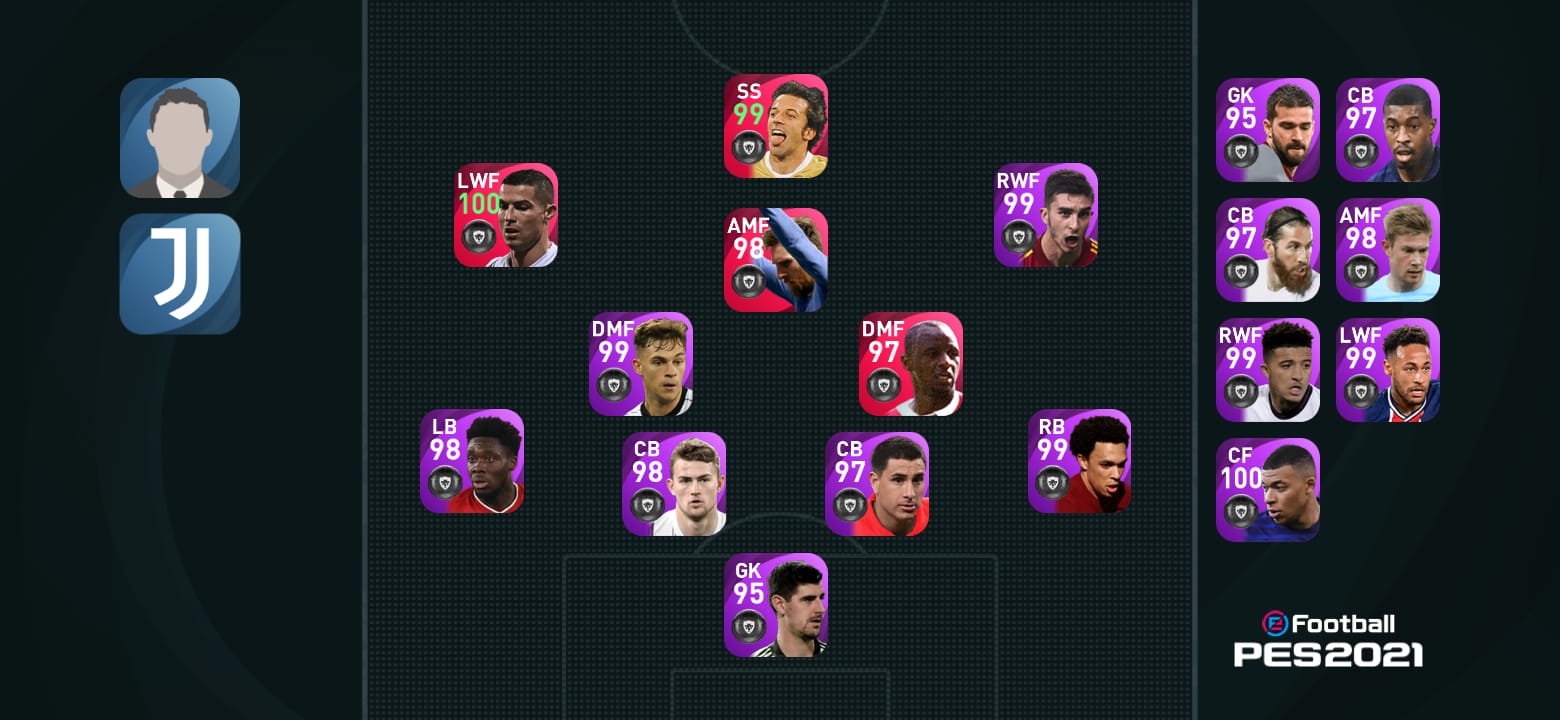 SS
99
LWF
100
RWF
99
AMF
98
DMF
99
DMF
97
LB
98
CB
98
CB
97
RB
99
GK
95
GK
95
CB
97
CB
97
AMF
98
RWF
99
LWF
99
CF
100
eFootball
PES2021